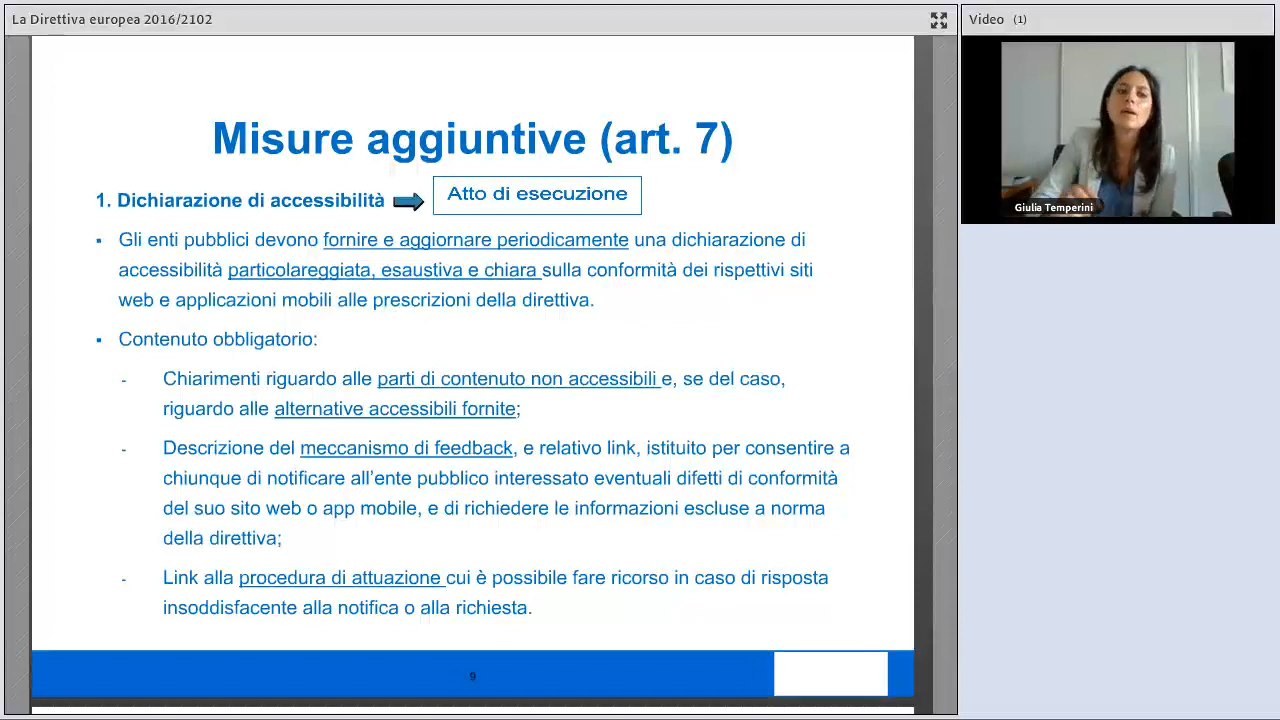 La Direttiva europea 2016/2102
Video (1)
Giulia Temperini
Misure aggiuntive (art. 7)
1. Dichiarazione di accessibilità
Atto di esecuzione
▪ Gli enti pubblici devono fornire e aggiornare periodicamente una dichiarazione di
accessibilità particolareggiata, esaustiva e chiara sulla conformità dei rispettivi siti
web e applicazioni mobili alle prescrizioni della direttiva.
▪ Contenuto obbligatorio:
- Chiarimenti riguardo alle parti di contenuto non accessibili e, se del caso,
riguardo alle alternative accessibili fornite;
- Descrizione del meccanismo di feedback, e relativo link, istituito per consentire a
chiunque di notificare all’ente pubblico interessato eventuali difetti di conformità
del suo sito web o app mobile, e di richiedere le informazioni escluse a norma
della direttiva;
- Link alla procedura di attuazione cui è possibile fare ricorso in caso di risposta
insoddisfacente alla notifica o alla richiesta.
9